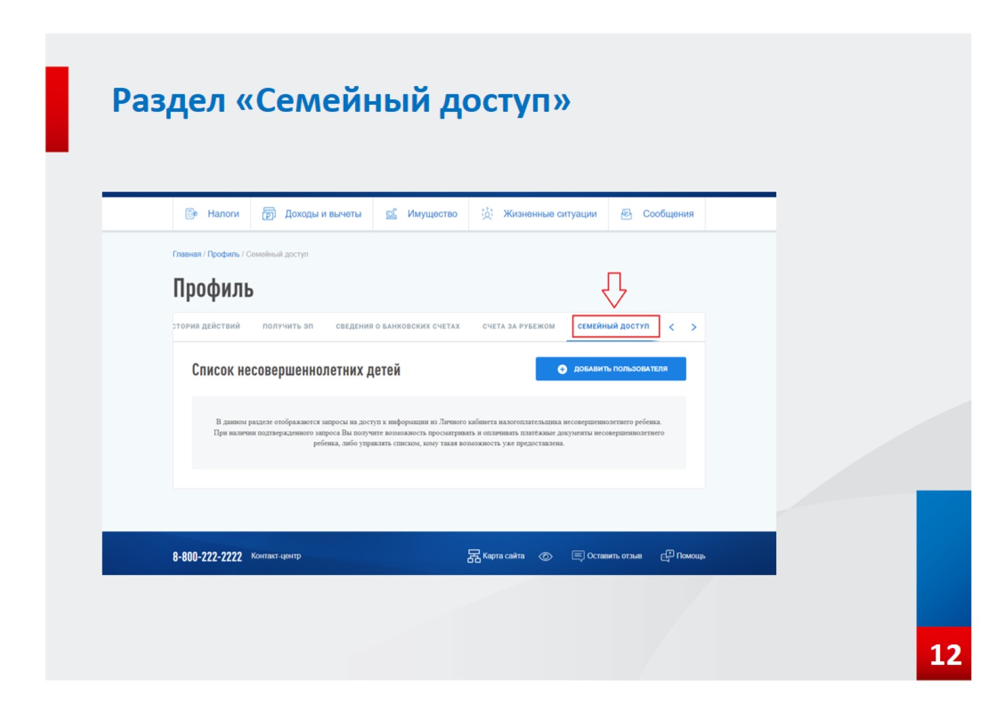 Раздел «Семейный доступ»
Налоги
Доходы и вычеты
Имущество
Жизненные ситуации
Сообщения
Главная / Профиль / Семейный доступ
Профиль
СТОРИЯ ДЕЙСТВИЙ
ПОЛУЧИТЬ ЭП
СВЕДЕНИЯ О БАНКОВСКИХ СЧЕТАХ
СЧЕТА ЗА РУБЕЖОМ
СЕМЕЙНЫЙ ДОСТУП
< >
Список несовершеннолетних детей
ДОБАВИТЬ ПОЛЬЗОВАТЕЛЯ
В данном разделе отображаются запросы на доступ к информации из Личного кабинета налогоплательщика несовершеннолетнего ребенка.
При наличии подтвержденного запроса Вы получите возможность просматривать и оплачивать платёжные документы несовершеннолетнего
ребенка, либо управлять списком, кому такая возможность уже предоставлена.
8-800-222-2222 Контакт-центр
Карта сайта
Оставить отзыв
Помощь
12